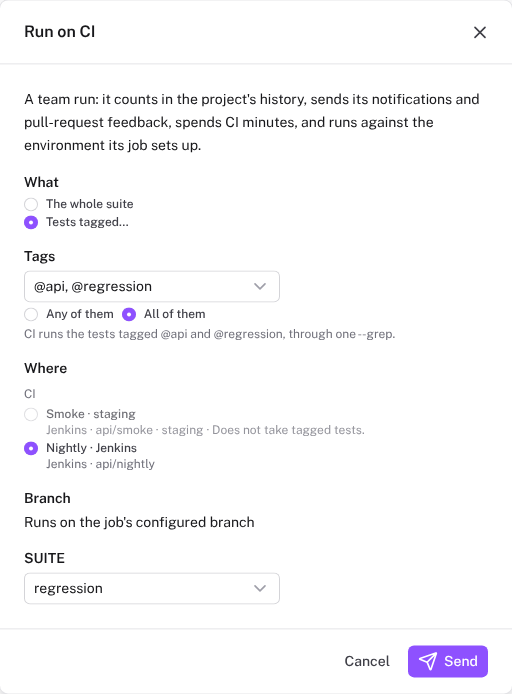 Run on CI
A team run: it counts in the project's history, sends its notifications and
pull-request feedback, spends CI minutes, and runs against the
environment its job sets up.
What
The whole suite
Tests tagged...
Tags
@api, @regression
Any of them All of them
CI runs the tests tagged @api and @regression, through one --grep.
Where
CI
Smoke · staging
Jenkins · api/smoke · staging · Does not take tagged tests.
Nightly · Jenkins
Jenkins · api/nightly
Branch
Runs on the job's configured branch
SUITE
regression
Cancel Send